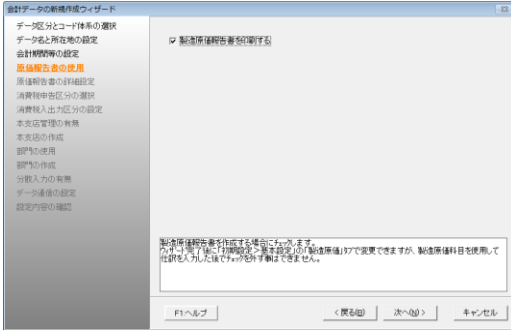 会計データの新規作成ウィザード
データ区分とコード体系の選択
データ名と所在地の設定
会計期間等の設定
原価報告書の使用
原価報告書の詳細設定
消費税申告区分の選択
消費税入出力区分の設定
本支店管理の有無
本支店の作成
部門の使用
部門の作成
分散入力の有無
データ通信の設定
設定内容の確認
製造原価報告書を印刷する
製造原価報告書を作成する場合にチェックします。
ウィザード完了後に「初期設定>基本設定」の「製造原価」タブで変更できますが、製造原価科目を使用して
仕訳を入力した後でチェックを外す事はできません。
F1:ヘルプ
<戻る(B)
次へ(N)>
キャンセル